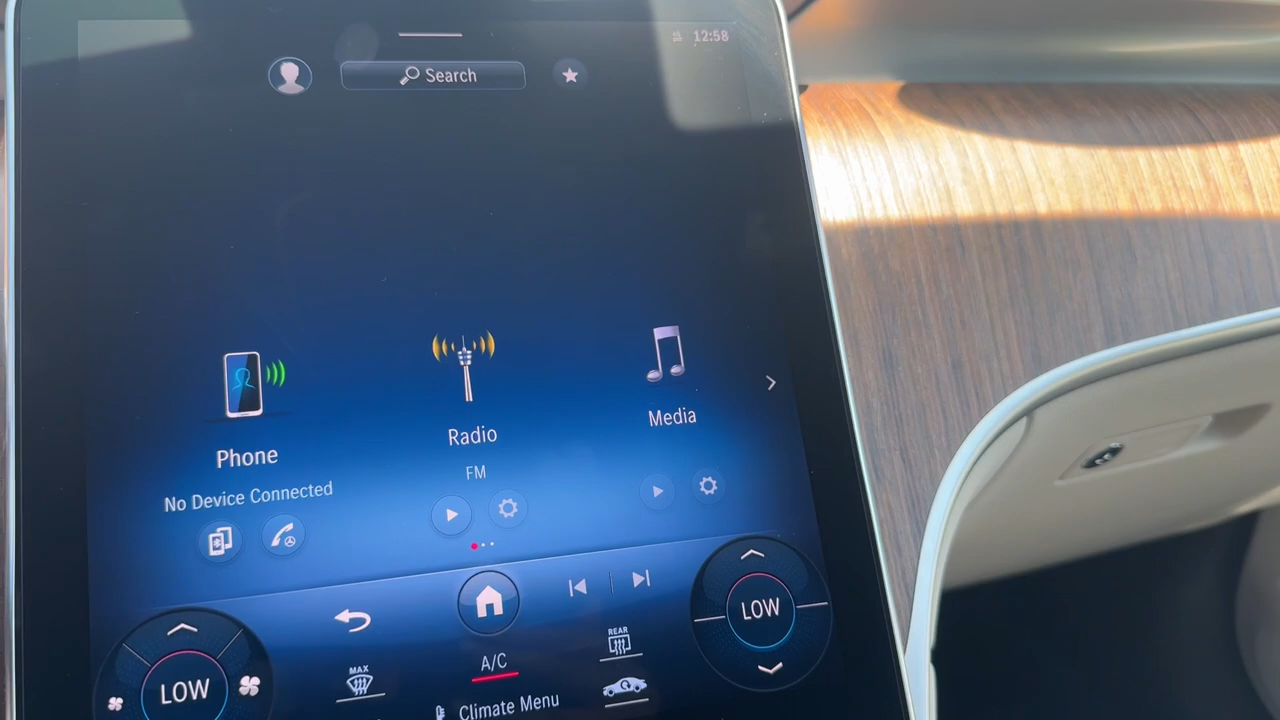 12:58
Search
Phone
No Device Connected
Radio
FM
Media
LOW
MAX
A/C
REAR
LOW
Climate Menu